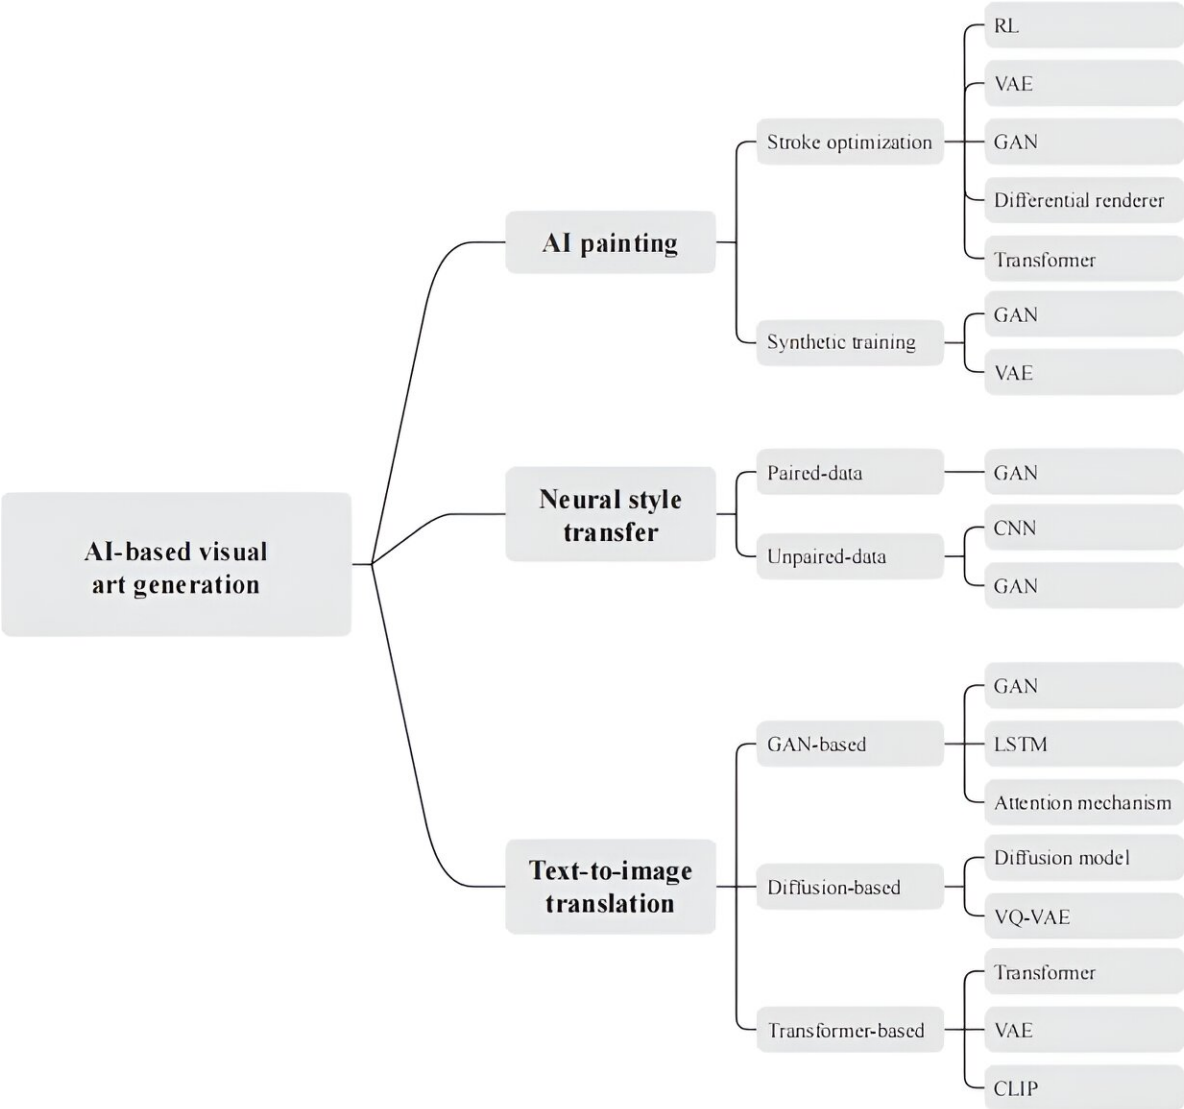 AI-based visual
art generation
AI painting
Stroke optimization
RL
VAE
GAN
Differential renderer
Transformer
Synthetic training
GAN
VAE
Neural style
transfer
Paired-data
GAN
Unpaired-data
CNN
GAN
Text-to-image
translation
GAN-based
GAN
LSTM
Attention mechanism
Diffusion-based
Diffusion model
VQ-VAE
Transformer-based
Transformer
VAE
CLIP